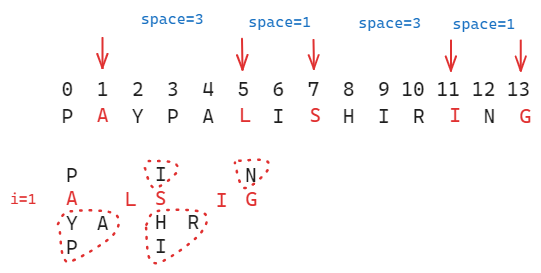 space=3 space=1 space=3 space=1
0 1 2 3 4 5 6 7 8 9 10 11 12 13
P A Y P A L I S H I R I N G
P I N
i=1 A L S I G
Y A H R
P I